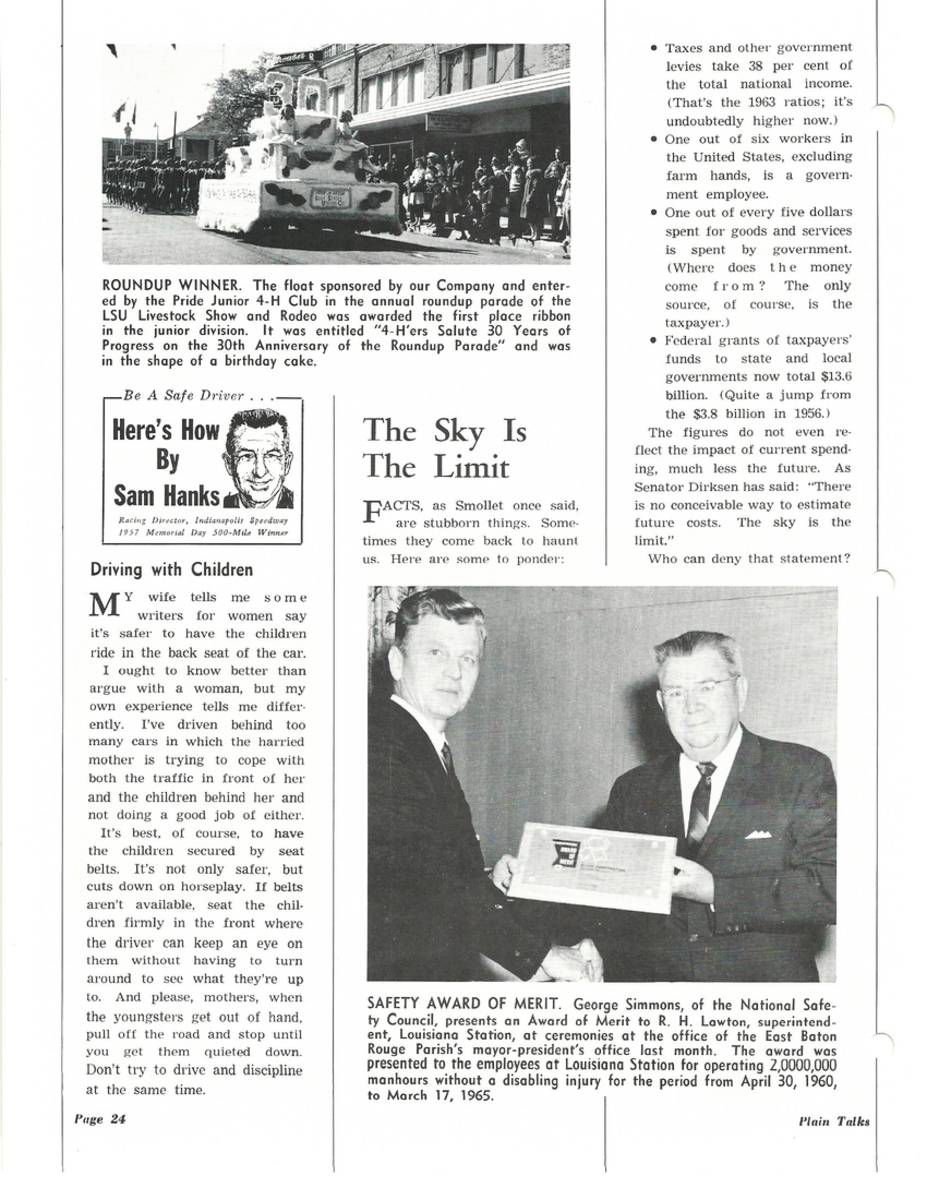 30
ROUNDUP WINNER. The float sponsored by our Company and enter-
ed by the Pride Junior 4-H Club in the annual roundup parade of the
LSU Livestock Show and Rodeo was awarded the first place ribbon
in the junior division. It was entitled "4-H'ers Salute 30 Years of
Progress on the 30th Anniversary of the Roundup Parade" and was
in the shape of a birthday cake.
Be A Safe Driver . . .
Here's How
By
Sam Hanks
Racing Director, Indianapolis Speedway
1957 Memorial Day 500-Mile Winner
Driving with Children
MY wife tells me some
writers for women say
it's safer to have the children
ride in the back seat of the car.
I ought to know better than
argue with a woman, but my
own experience tells me differ-
ently. I've driven behind too
many cars in which the harried
mother is trying to cope with
both the traffic in front of her
and the children behind her and
not doing a good job of either.
It's best, of course, to have
the children secured by seat
belts. It's not only safer, but
cuts down on horseplay. If belts
aren't available, seat the chil-
dren firmly in the front where
the driver can keep an eye on
them without having to turn
around to see what they're up
to. And please, mothers, when
the youngsters get out of hand,
pull off the road and stop until
you get them quieted down.
Don't try to drive and discipline
at the same time.
The Sky Is
The Limit
FACTS, as Smollet once said,
are stubborn things. Some-
times they come back to haunt
us. Here are some to ponder:
• Taxes and other government
levies take 38 per cent of
the total national income.
(That's the 1963 ratios; it's
undoubtedly higher now.)
• One out of six workers in
the United States, excluding
farm hands, is a govern-
ment employee.
• One out of every five dollars
spent for goods and services
is spent by government.
(Where does the money
come from? The only
source, of course, is the
taxpayer.)
• Federal grants of taxpayers'
funds to state and local
governments now total $13.6
billion. (Quite a jump from
the $3.8 billion in 1956.)
The figures do not even re-
flect the impact of current spend-
ing, much less the future. As
Senator Dirksen has said: "There
is no conceivable way to estimate
future costs. The sky is the
limit."
Who can deny that statement?
AWARD
OF
MERIT
SAFETY AWARD OF MERIT. George Simmons, of the National Safe-
ty Council, presents an Award of Merit to R. H. Lawton, superintend-
ent, Louisiana Station, at ceremonies at the office of the East Baton
Rouge Parish's mayor-president's office last month. The award was
presented to the employees at Louisiana Station for operating 2,0000,000
manhours without a disabling injury for the period from April 30, 1960,
to March 17, 1965.
Page 24
Plain Talks